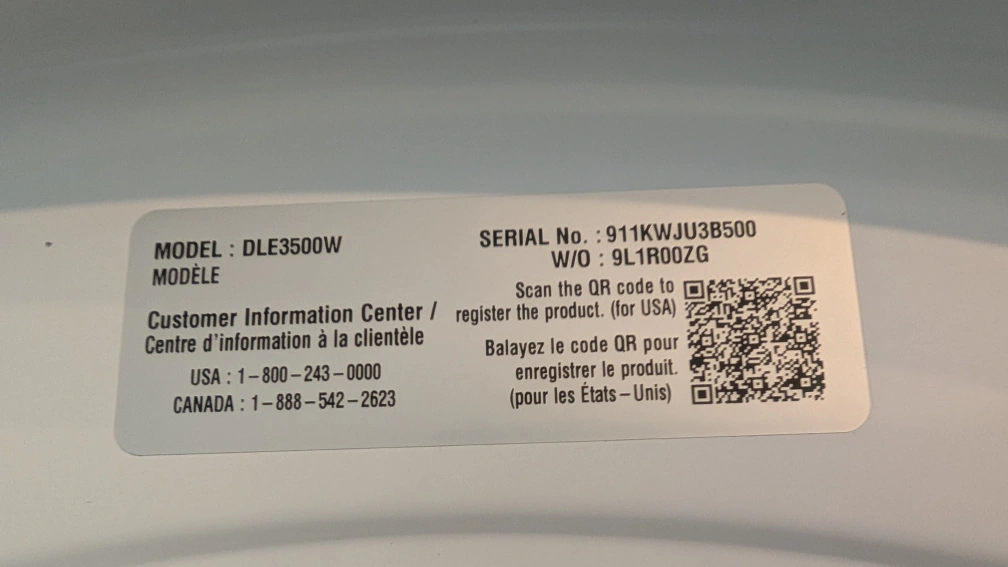 MODEL : DLE3500W
MODÈLE
SERIAL No. : 911KWJU3B500
W/O : 9L1R00ZG
Customer Information Center /
Centre d'information à la clientèle
USA : 1-800-243-0000
CANADA : 1-888-542-2623
Scan the QR code to
register the product. (for USA)
Balayez le code QR pour
enregistrer le produit.
(pour les États-Unis)